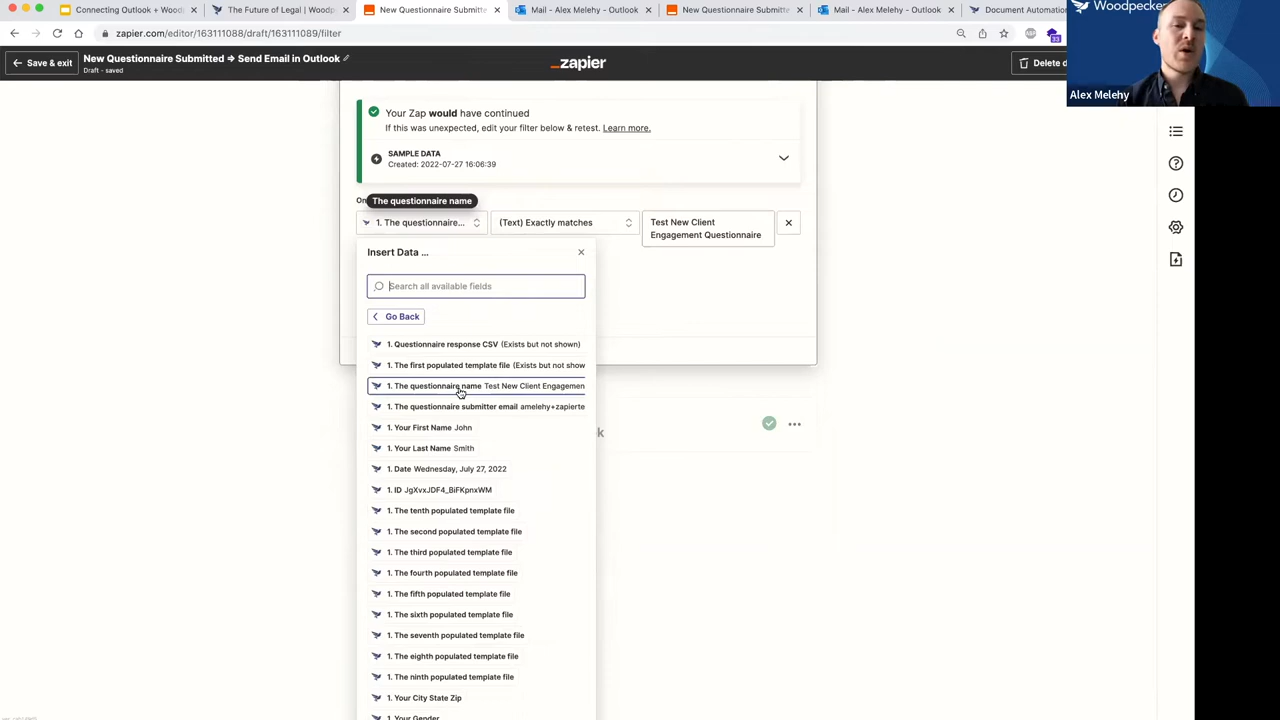 Connecting Outlook + Woodp
The Future of Legal | Woodp
New Questionnaire Submitte
Mail - Alex Melehy - Outlook
New Questionnaire Submitte
Mail - Alex Melehy - Outlook
Document Automation
zapier.com/editor/163111088/draft/163111089/filter
Woodpecker
Save & exit
New Questionnaire Submitted => Send Email in Outlook
Draft - saved
zapier
Delete d
Alex Melehy
Your Zap would have continued
If this was unexpected, edit your filter below & retest. Learn more.
SAMPLE DATA
Created: 2022-07-27 16:06:39
On
The questionnaire name
1. The questionnaire...
(Text) Exactly matches
Test New Client
Engagement Questionnaire
Insert Data ...
Search all available fields
Go Back
1. Questionnaire response CSV (Exists but not shown)
1. The first populated template file (Exists but not show
1. The questionnaire name Test New Client Engagemen
1. The questionnaire submitter email amelehy+zapierte
1. Your First Name John
1. Your Last Name Smith
1. Date Wednesday, July 27, 2022
1. ID JgXvxJDF4_BiFKpnxWM
1. The tenth populated template file
1. The second populated template file
1. The third populated template file
1. The fourth populated template file
1. The fifth populated template file
1. The sixth populated template file
1. The seventh populated template file
1. The eighth populated template file
1. The ninth populated template file
1. Your City State Zip
1. Your Gender